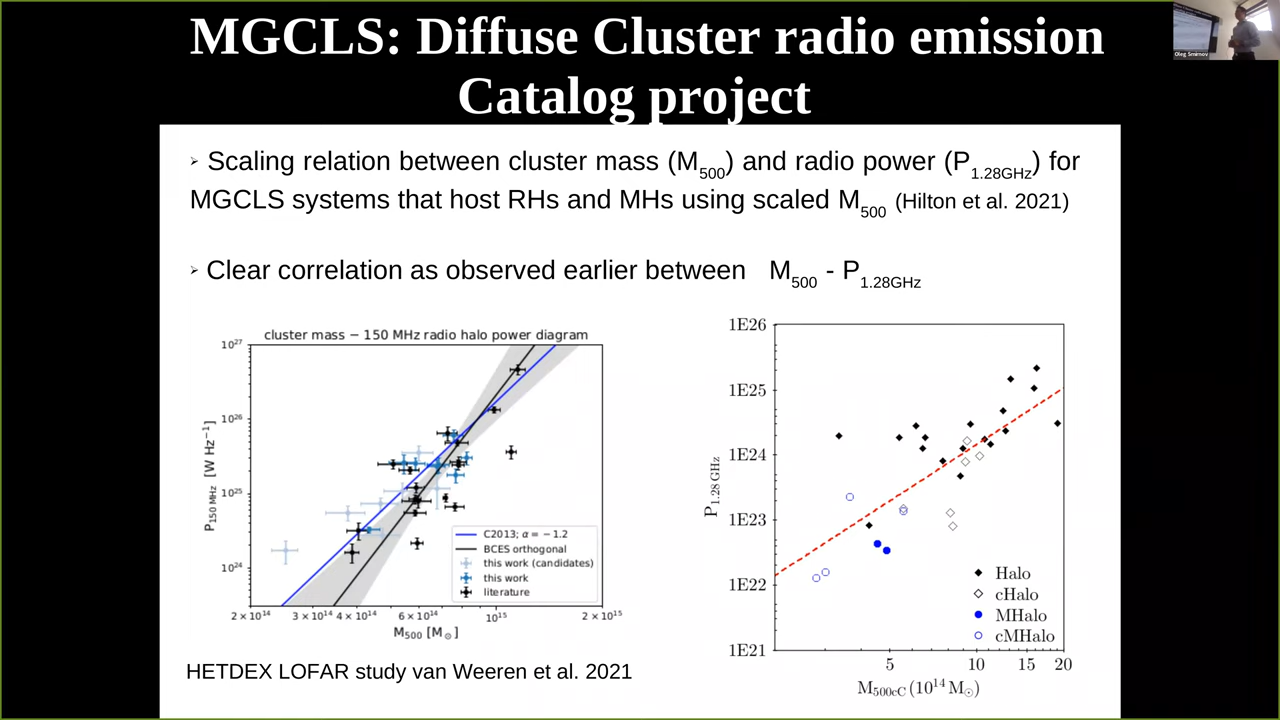 MGCLS: Diffuse Cluster radio emission
Catalog project
Oleg Smirnov
➢ Scaling relation between cluster mass (M500) and radio power (P1.28GHz) for
MGCLS systems that host RHs and MHs using scaled M500 (Hilton et al. 2021)
➢ Clear correlation as observed earlier between M500 - P1.28GHz
cluster mass − 150 MHz radio halo power diagram
P150 MHz [W Hz−1]
10^27
10^26
10^25
10^24
C2013; α = −1.2
BCES orthogonal
this work (candidates)
this work
literature
2 × 10^14
3 × 10^14
4 × 10^14
6 × 10^14
10^15
2 × 10^15
M500 [M⊙]
HETDEX LOFAR study van Weeren et al. 2021
P1.28 GHz
1E26
1E25
1E24
1E23
1E22
1E21
Halo
cHalo
MHalo
cMHalo
5
10
15
20
M500cC (10^14 M⊙)